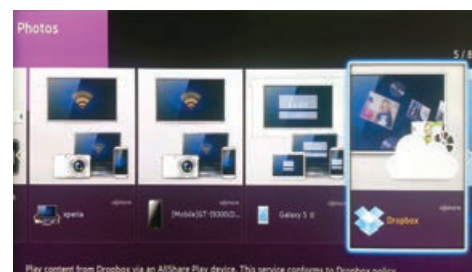 Photos
5/8
xperia
[Mobile]GT-I9300(D...
Galaxy S II
Dropbox
Play content from Dropbox via an AllShare Play device. This service conforms to Dropbox policy.